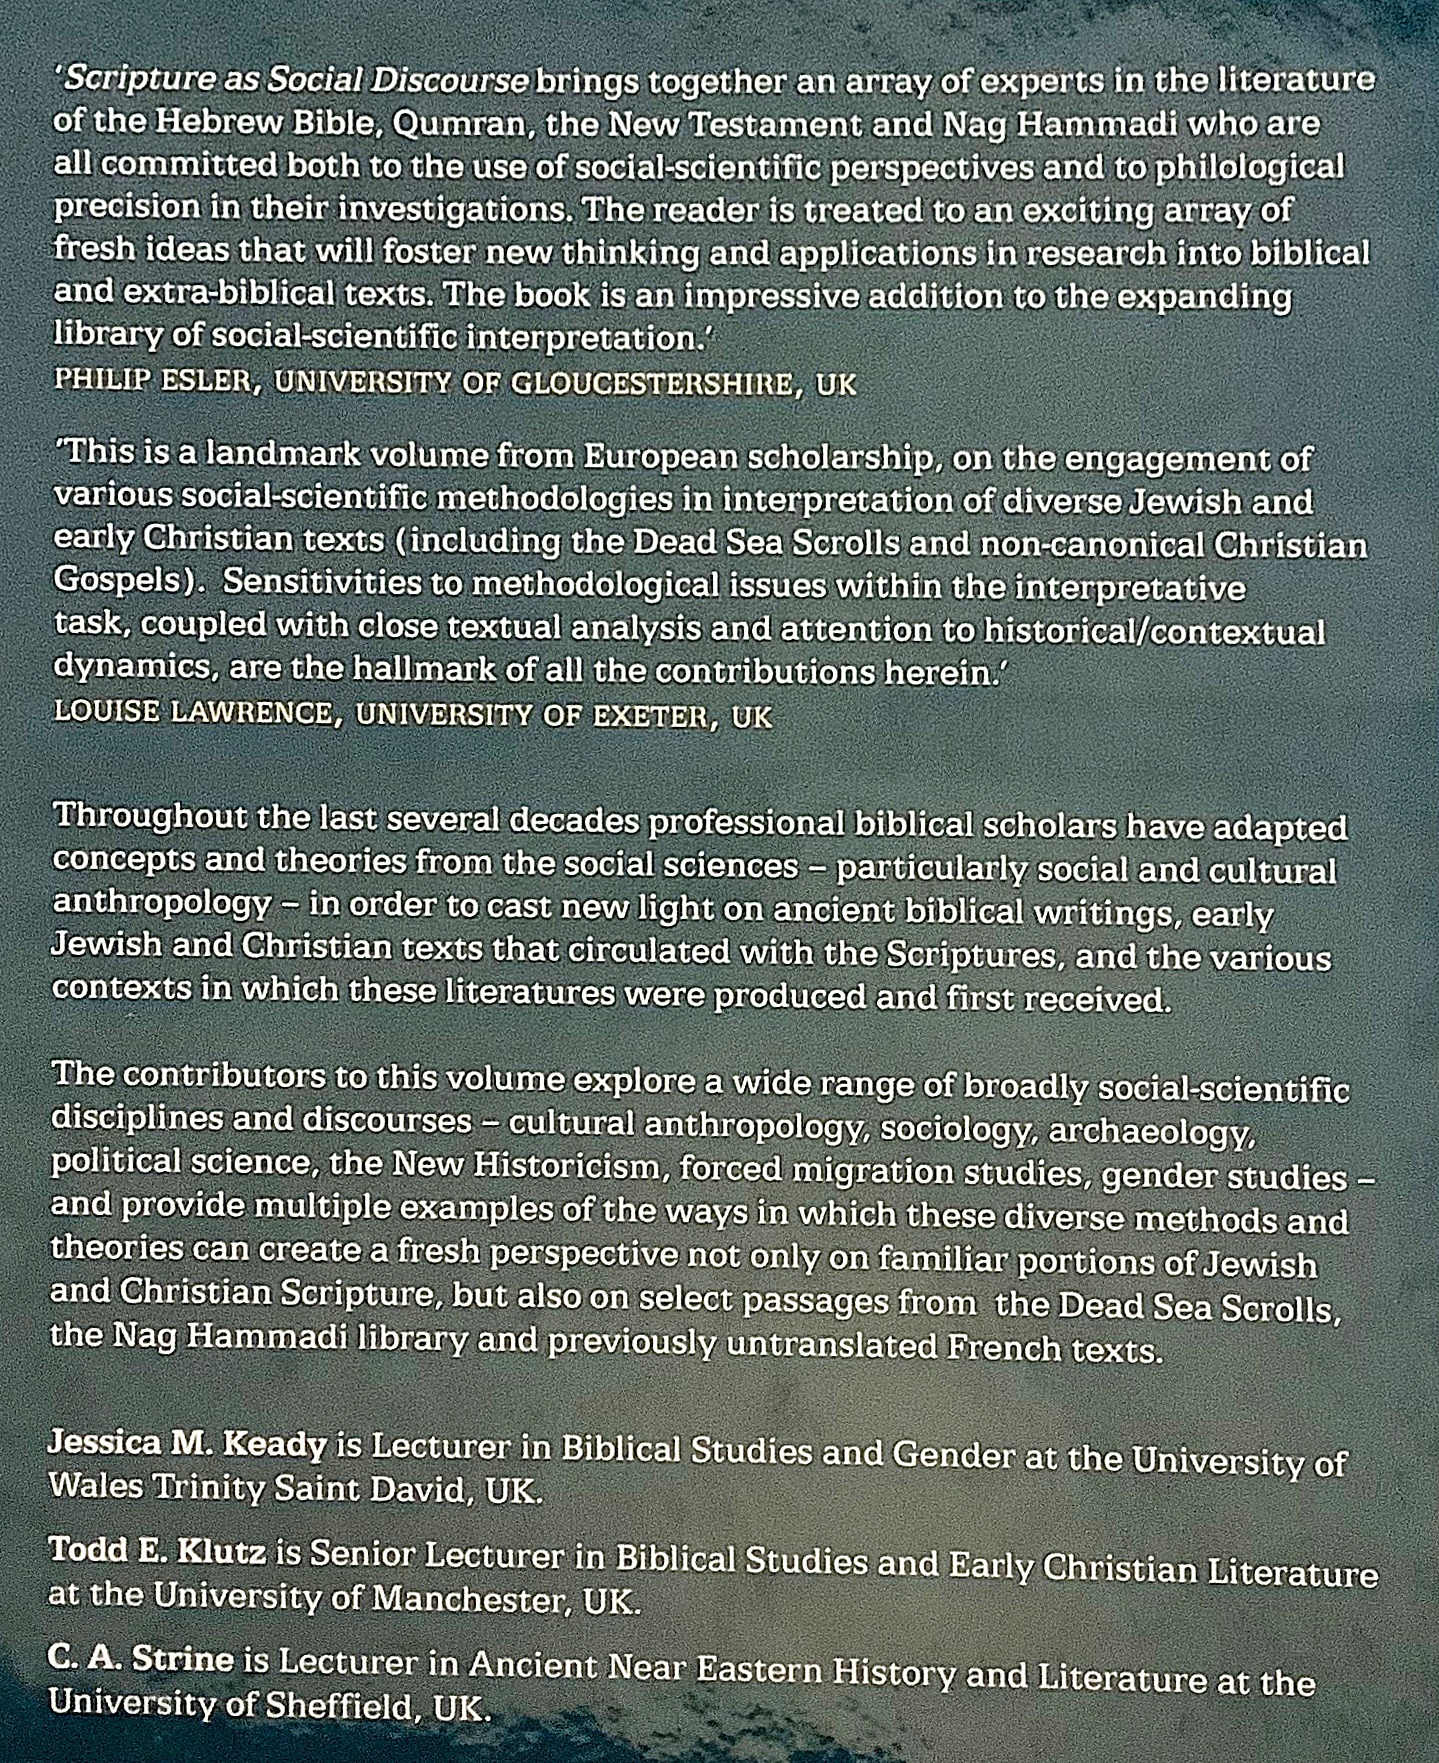 ‘Scripture as Social Discourse brings together an array of experts in the literature
of the Hebrew Bible, Qumran, the New Testament and Nag Hammadi who are
all committed both to the use of social-scientific perspectives and to philological
precision in their investigations. The reader is treated to an exciting array of
fresh ideas that will foster new thinking and applications in research into biblical
and extra-biblical texts. The book is an impressive addition to the expanding
library of social-scientific interpretation.’
PHILIP ESLER, UNIVERSITY OF GLOUCESTERSHIRE, UK
‘This is a landmark volume from European scholarship, on the engagement of
various social-scientific methodologies in interpretation of diverse Jewish and
early Christian texts (including the Dead Sea Scrolls and non-canonical Christian
Gospels). Sensitivities to methodological issues within the interpretative
task, coupled with close textual analysis and attention to historical/contextual
dynamics, are the hallmark of all the contributions herein.’
LOUISE LAWRENCE, UNIVERSITY OF EXETER, UK
Throughout the last several decades professional biblical scholars have adapted
concepts and theories from the social sciences – particularly social and cultural
anthropology – in order to cast new light on ancient biblical writings, early
Jewish and Christian texts that circulated with the Scriptures, and the various
contexts in which these literatures were produced and first received.
The contributors to this volume explore a wide range of broadly social-scientific
disciplines and discourses – cultural anthropology, sociology, archaeology,
political science, the New Historicism, forced migration studies, gender studies –
and provide multiple examples of the ways in which these diverse methods and
theories can create a fresh perspective not only on familiar portions of Jewish
and Christian Scripture, but also on select passages from the Dead Sea Scrolls,
the Nag Hammadi library and previously untranslated French texts.
Jessica M. Keady is Lecturer in Biblical Studies and Gender at the University of
Wales Trinity Saint David, UK.
Todd E. Klutz is Senior Lecturer in Biblical Studies and Early Christian Literature
at the University of Manchester, UK.
C. A. Strine is Lecturer in Ancient Near Eastern History and Literature at the
University of Sheffield, UK.